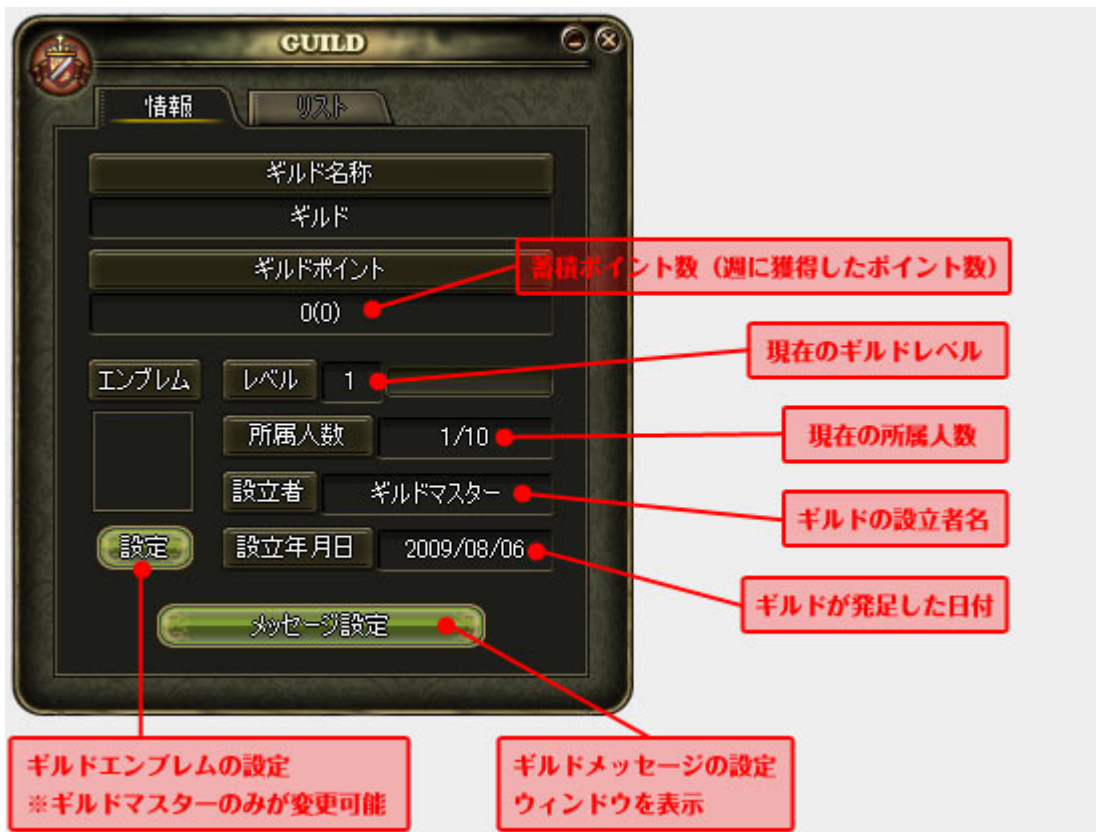 GUILD
情報
リスト
ギルド名称
ギルド
ギルドポイント
蓄積ポイント数（週に獲得したポイント数）
0(0)
現在のギルドレベル
エンブレム
レベル
1
所属人数
1/10
現在の所属人数
設立者
ギルドマスター
ギルドの設立者名
設定
設立年月日
2009/08/06
ギルドが発足した日付
メッセージ設定
ギルドエンブレムの設定
※ギルドマスターのみが変更可能
ギルドメッセージの設定
ウィンドウを表示